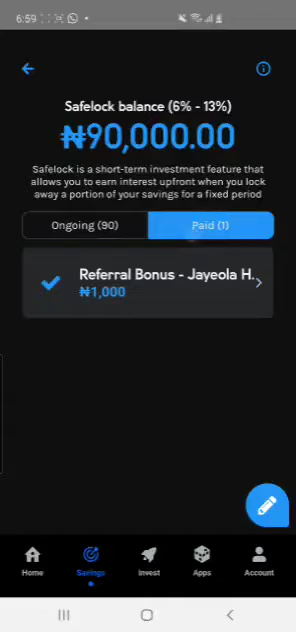 6:59
Safelock balance (6% - 13%)
₦90,000.00
Safelock is a short-term investment feature that
allows you to earn interest upfront when you lock
away a portion of your savings for a fixed period
Ongoing (90)
Paid (1)
Referral Bonus - Jayeola H.
₦1,000
Home
Savings
Invest
Apps
Account